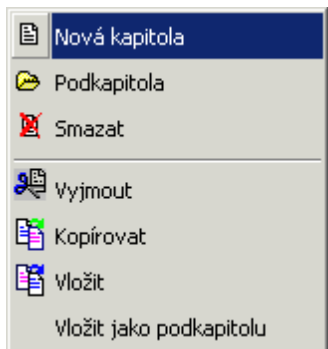 Nová kapitola
Podkapitola
Smazat
Vyjmout
Kopírovat
Vložit
Vložit jako podkapitolu